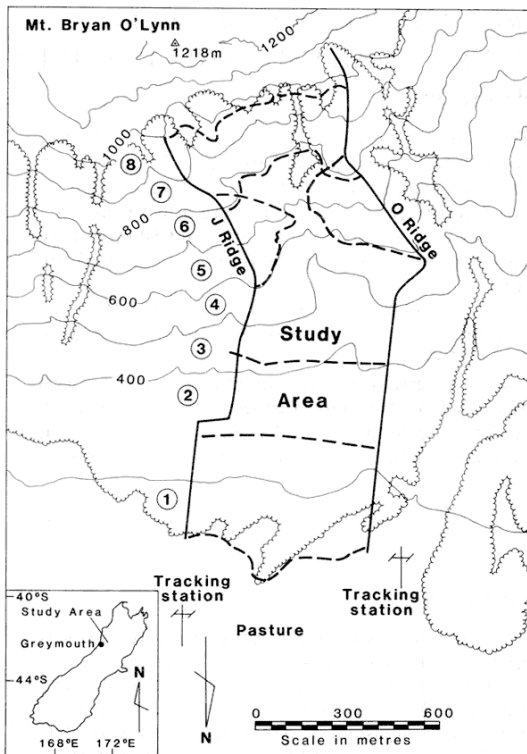 Mt. Bryan O'Lynn
1218m
1200
1000
8
7
800
6
J Ridge
O Ridge
5
600
4
Study
3
400
2
Area
1
Tracking
station
Tracking
station
Pasture
40°S
Study Area
Greymouth
44°S
N
168°E
172°E
N
0
300
600
Scale in metres